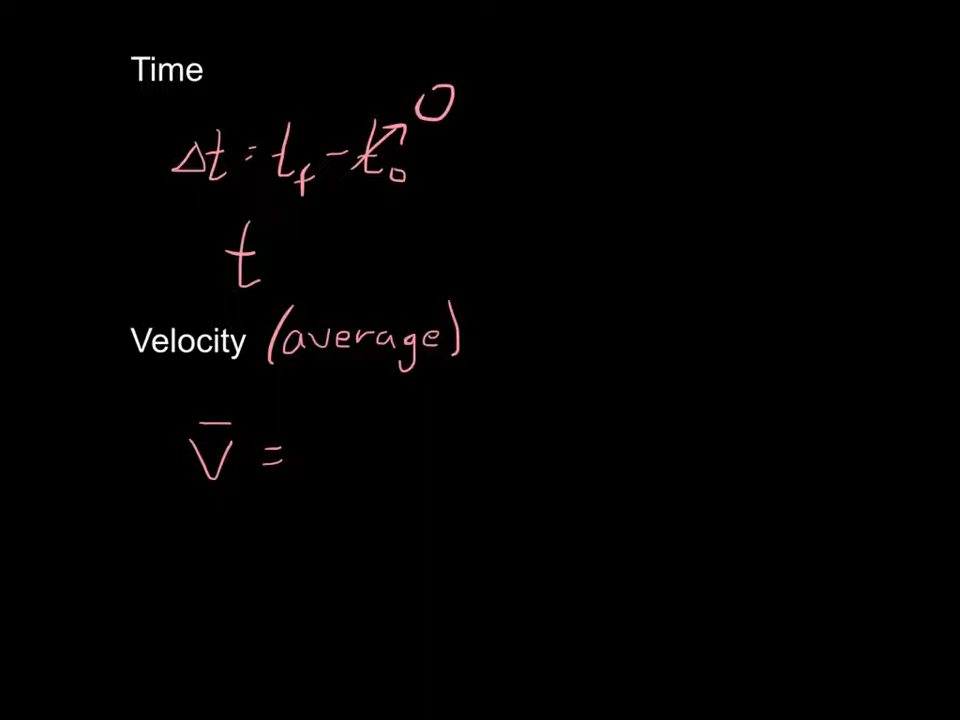 Time
Δt = t_f - t_0 0
t
Velocity (average)
V̅ =